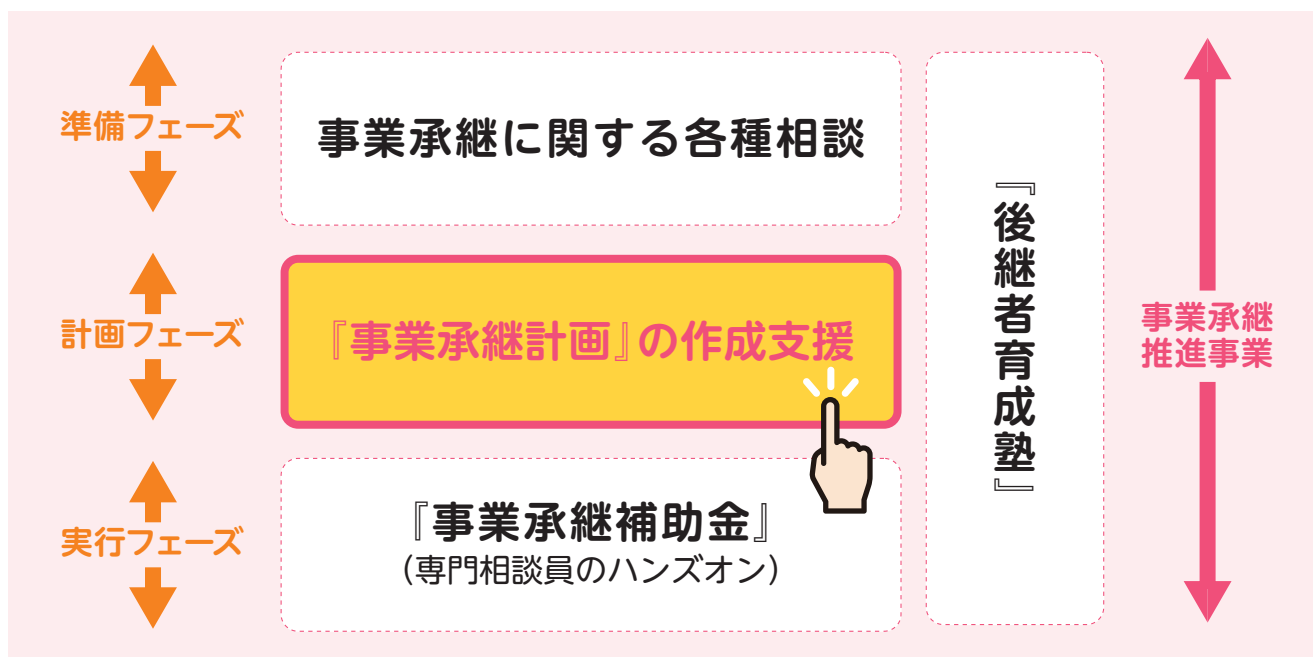 準備フェーズ
事業承継に関する各種相談
計画フェーズ
『事業承継計画』の作成支援
実行フェーズ
『事業承継補助金』
（専門相談員のハンズオン）
『後継者育成塾』
事業承継
推進事業